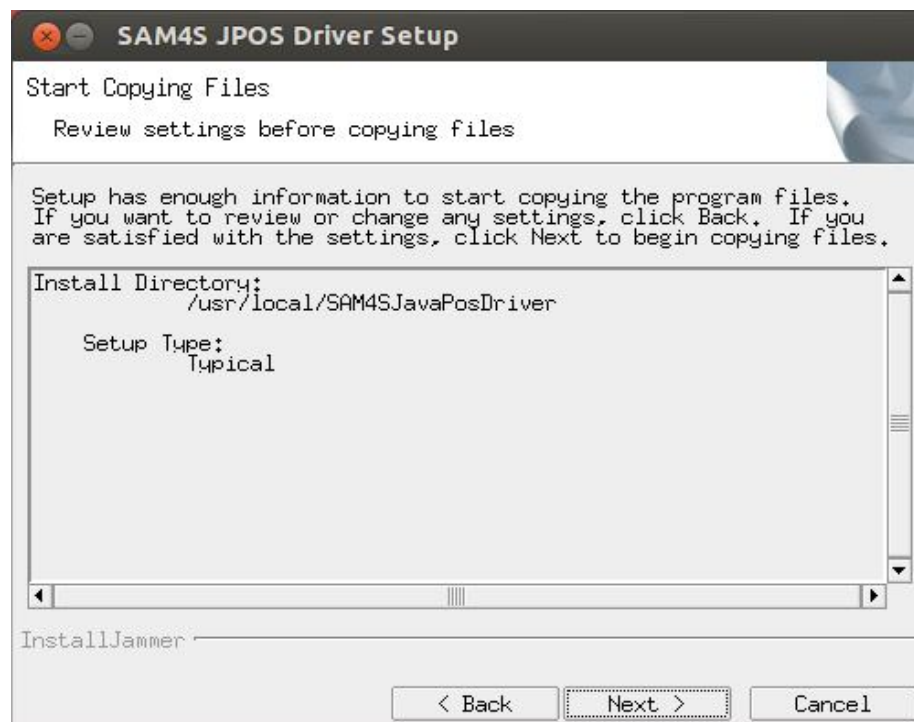 SAM4S JPOS Driver Setup
Start Copying Files
Review settings before copying files
Setup has enough information to start copying the program files.
If you want to review or change any settings, click Back. If you
are satisfied with the settings, click Next to begin copying files.
Install Directory:
/usr/local/SAM4SJavaPosDriver
Setup Type:
Typical
InstallJammer
< Back Next > Cancel